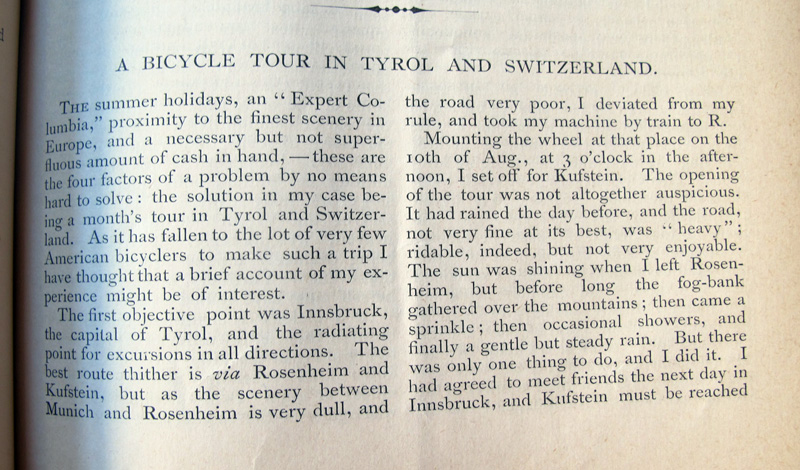 A BICYCLE TOUR IN TYROL AND SWITZERLAND.
THE summer holidays, an “ Expert Co-
lumbia,” proximity to the finest scenery in
Europe, and a necessary but not super-
fluous amount of cash in hand, — these are
the four factors of a problem by no means
hard to solve : the solution in my case be-
ing a month's tour in Tyrol and Switzer-
land. As it has fallen to the lot of very few
American bicyclers to make such a trip I
have thought that a brief account of my ex-
perience might be of interest.
The first objective point was Innsbruck,
the capital of Tyrol, and the radiating
point for excursions in all directions. The
best route thither is via Rosenheim and
Kufstein, but as the scenery between
Munich and Rosenheim is very dull, and
the road very poor, I deviated from my
rule, and took my machine by train to R.
Mounting the wheel at that place on the
10th of Aug., at 3 o'clock in the after-
noon, I set off for Kufstein. The opening
of the tour was not altogether auspicious.
It had rained the day before, and the road,
not very fine at its best, was “ heavy” ;
ridable, indeed, but not very enjoyable.
The sun was shining when I left Rosen-
heim, but before long the fog-bank
gathered over the mountains ; then came a
sprinkle ; then occasional showers, and
finally a gentle but steady rain. But there
was only one thing to do, and I did it. I
had agreed to meet friends the next day in
Innsbruck, and Kufstein must be reached